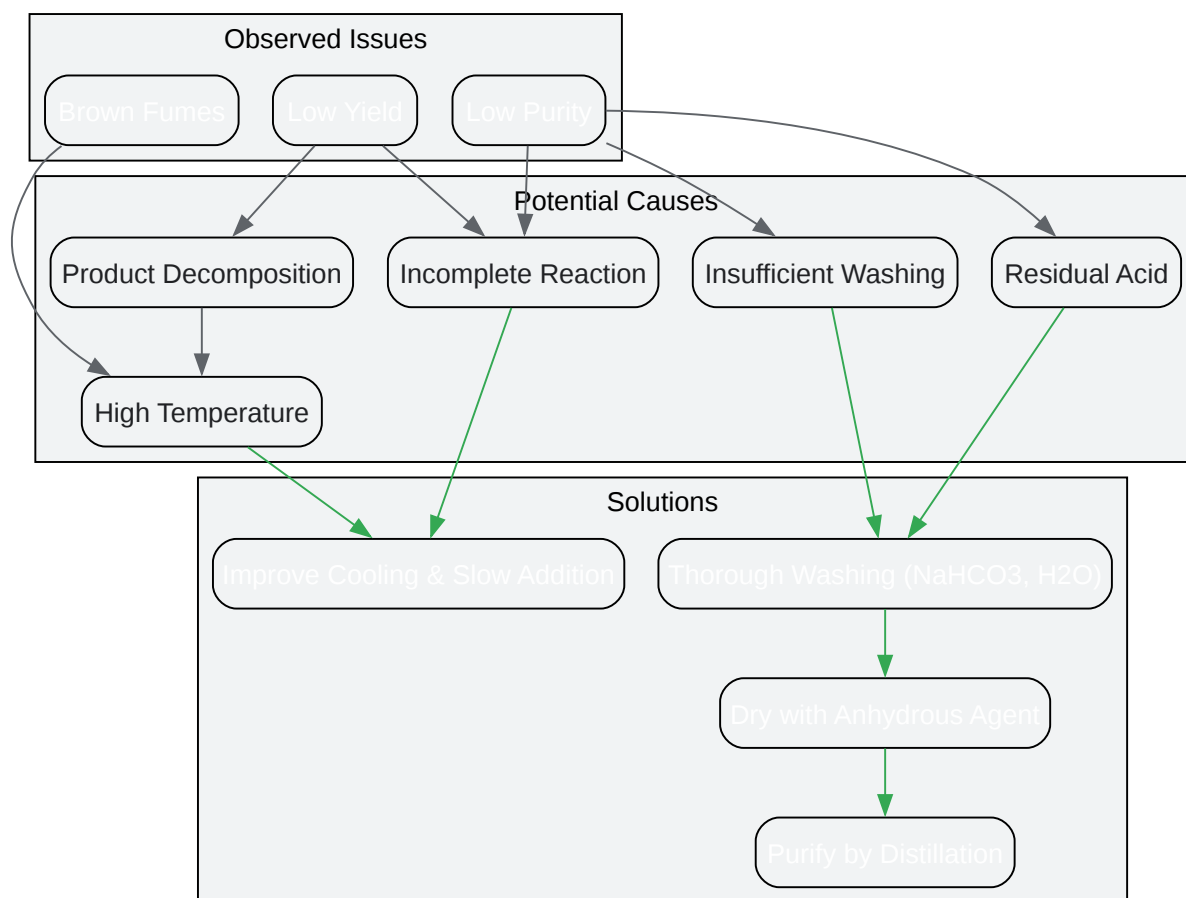 Observed Issues
Brown Fumes
Low Yield
Low Purity
Potential Causes
Product Decomposition
Incomplete Reaction
Insufficient Washing
Residual Acid
High Temperature
Solutions
Improve Cooling & Slow Addition
Thorough Washing (NaHCO3, H2O)
Dry with Anhydrous Agent
Purify by Distillation